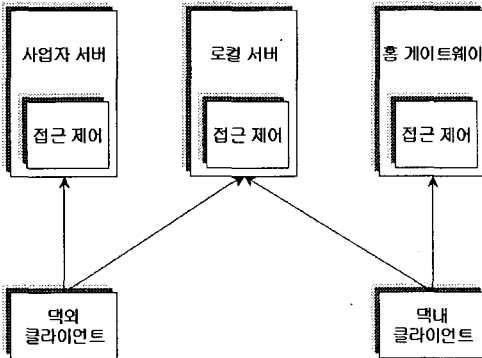 사업자 서버
로컬 서버
홈 게이트웨이
접근 제어
접근 제어
접근 제어
댁외
클라이언트
댁내
클라이언트